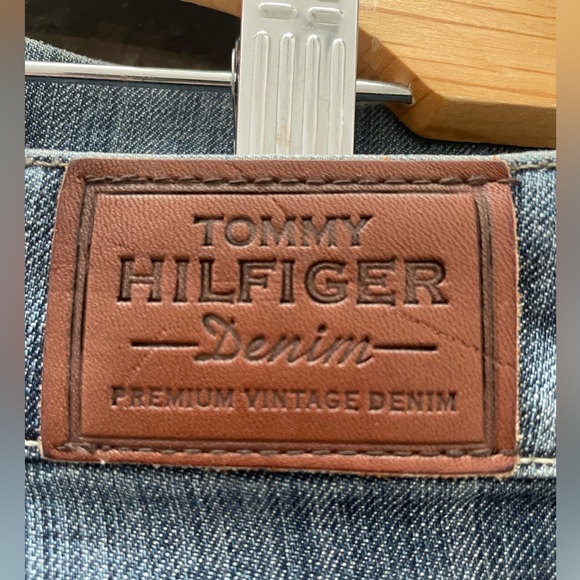 TOMMY
HILFIGER
Denim
PREMIUM VINTAGE DENIM